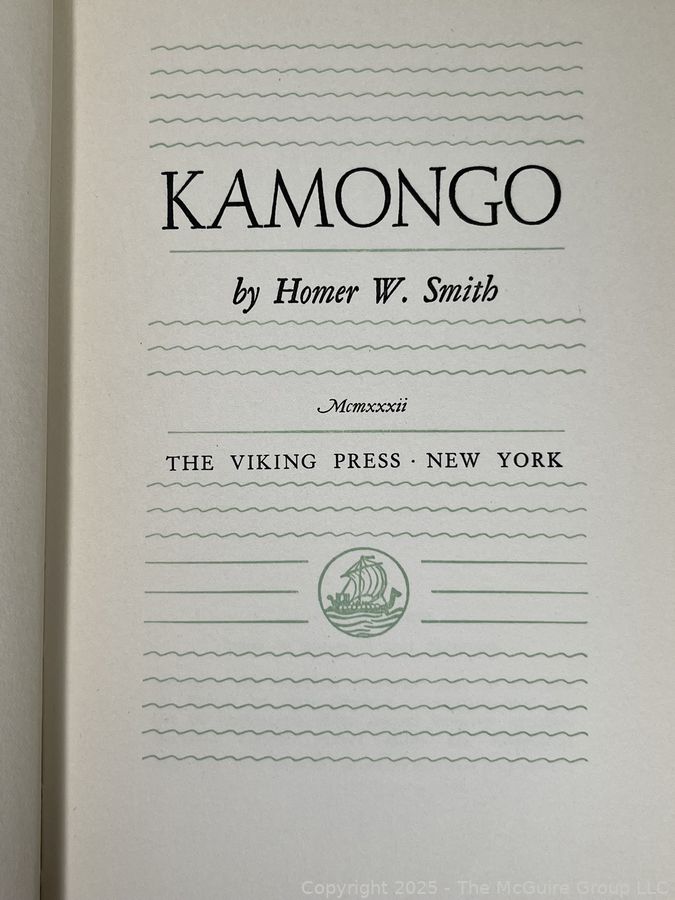 KAMONGO
by Homer W. Smith
Mcmxxxii
THE VIKING PRESS · NEW YORK
Copyright 2025 - The McGuire Group LLC